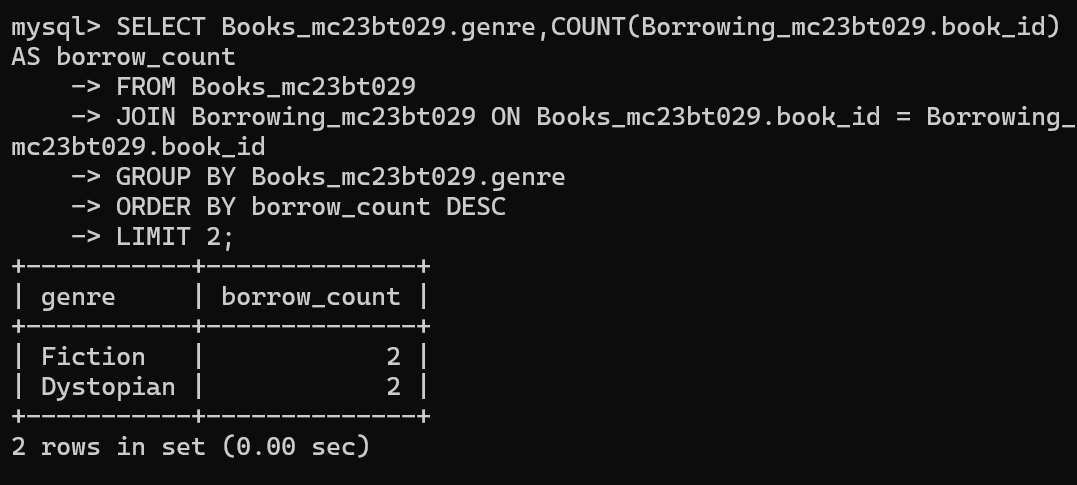 mysql> SELECT Books_mc23bt029.genre,COUNT(Borrowing_mc23bt029.book_id)
AS borrow_count
    -> FROM Books_mc23bt029
    -> JOIN Borrowing_mc23bt029 ON Books_mc23bt029.book_id = Borrowing_
mc23bt029.book_id
    -> GROUP BY Books_mc23bt029.genre
    -> ORDER BY borrow_count DESC
    -> LIMIT 2;
+-----------+--------------+
| genre     | borrow_count |
+-----------+--------------+
| Fiction   |            2 |
| Dystopian |            2 |
+-----------+--------------+
2 rows in set (0.00 sec)